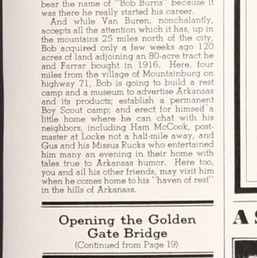 bear the name of "Bob Burns" because it
was there he really started his career.
And while Van Buren, nonchalantly,
accepts all the attention which it has, up in
the mountains 25 miles north of the city,
Bob acquired only a few weeks ago 120
acres of land adjoining an 80-acre tract he
and Farrar bought in 1916. Here, four
miles from the village of Mountainburg on
highway 71, Bob is going to build a rest
camp and a museum to advertise Arkansas
and its products; establish a permanent
Boy Scout camp; and erect for himself a
little home where he can chat with his
neighbors, including Ham McCook, post-
master at Locke not a half-mile away, and
Gus and his Missus Rucks who entertained
him many an evening in their home with
tales true to Arkansas humor. Here too,
you and all his other friends, may visit him
when he comes home to his "haven of rest"
in the hills of Arkansas.
Opening the Golden
Gate Bridge
(Continued from Page 19)
A S